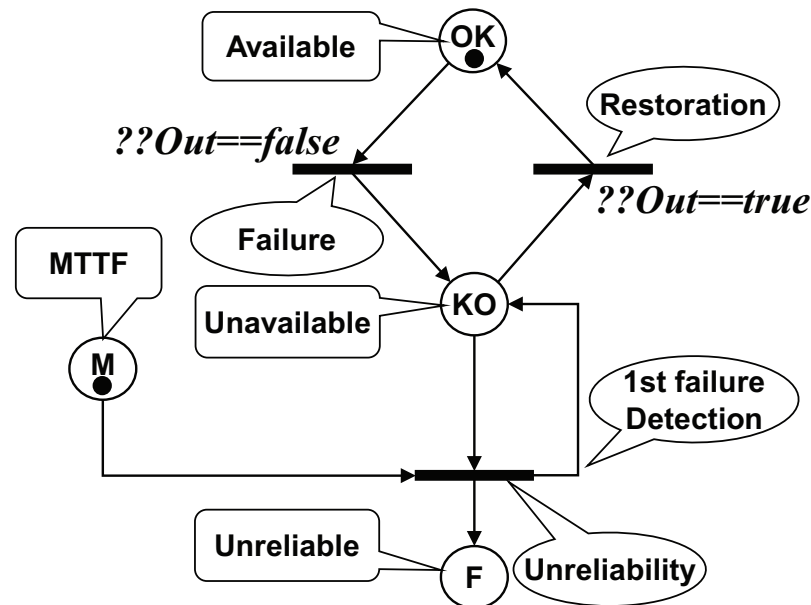 Available
OK
Restoration
??Out==false
??Out==true
Failure
MTTF
KO
Unavailable
M
1st failure
Detection
Unreliable
F
Unreliability